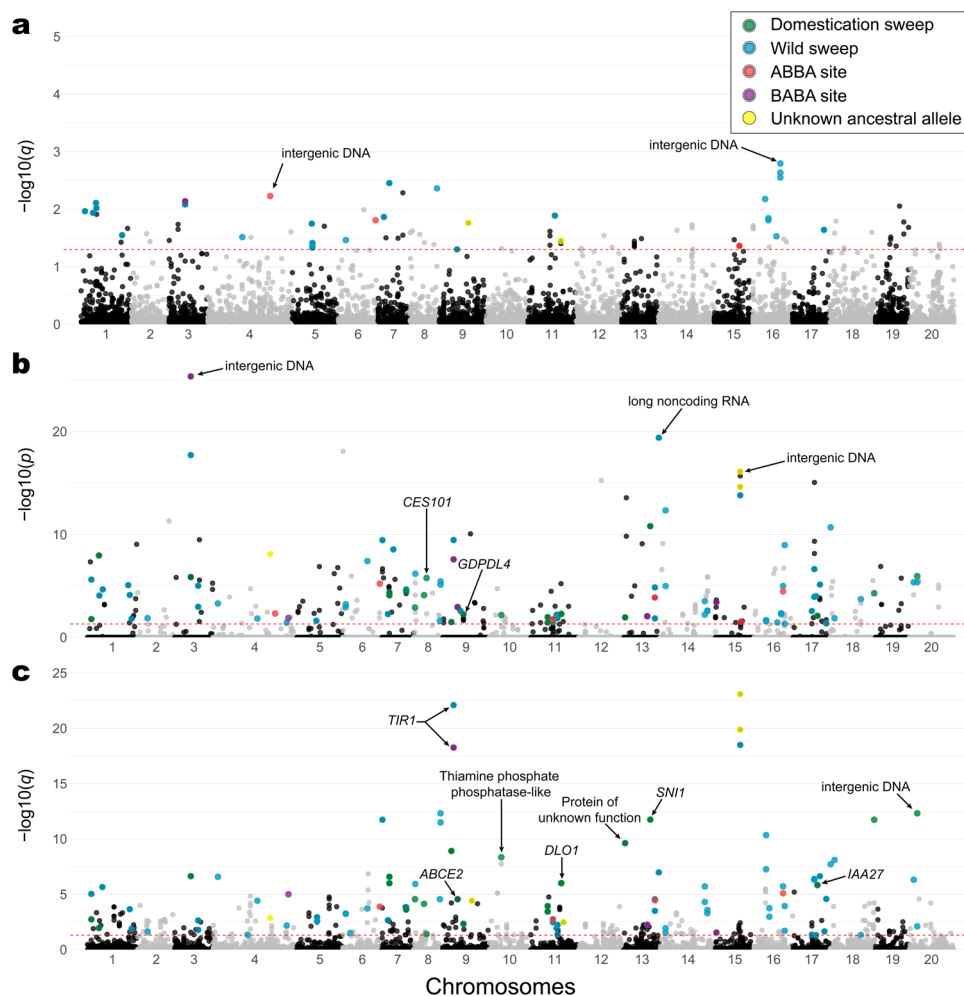 a
Domestication sweep
Wild sweep
ABBA site
BABA site
Unknown ancestral allele
−log10(q)
5
4
3
2
1
0
intergenic DNA
intergenic DNA
1 2 3 4 5 6 7 8 9 10 11 12 13 14 15 16 17 18 19 20
b
−log10(p)
20
10
0
intergenic DNA
long noncoding RNA
intergenic DNA
CES101
GDPDL4
1 2 3 4 5 6 7 8 9 10 11 12 13 14 15 16 17 18 19 20
c
−log10(q)
25
20
15
10
5
0
TIR1
Thiamine phosphate
phosphatase-like
Protein of
unknown function
SNI1
intergenic DNA
ABCE2
DLO1
IAA27
1 2 3 4 5 6 7 8 9 10 11 12 13 14 15 16 17 18 19 20
Chromosomes